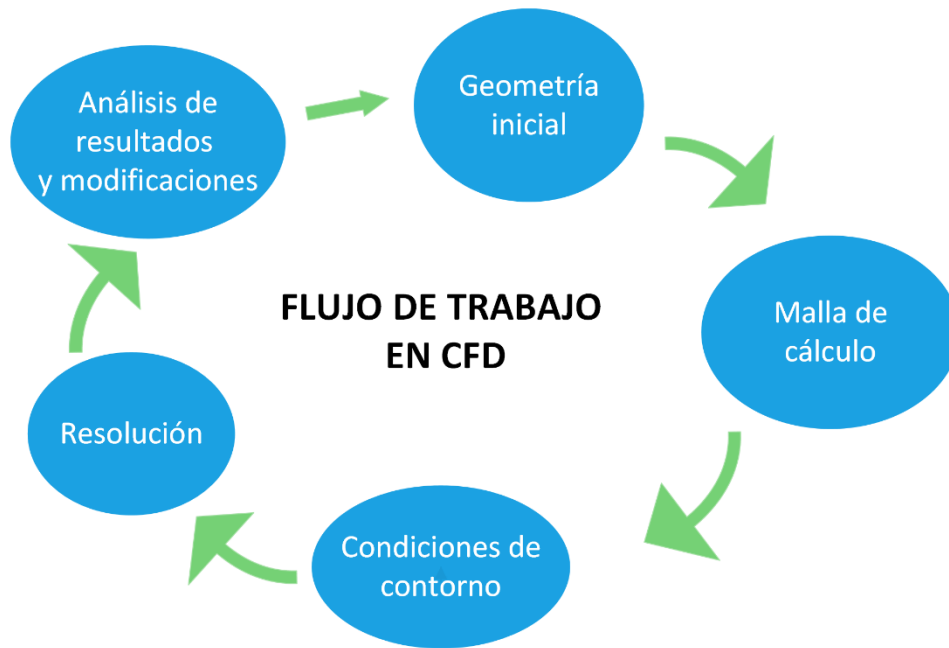 Análisis de
resultados
y modificaciones
Geometría
inicial
FLUJO DE TRABAJO
EN CFD
Malla de
cálculo
Resolución
Condiciones de
contorno